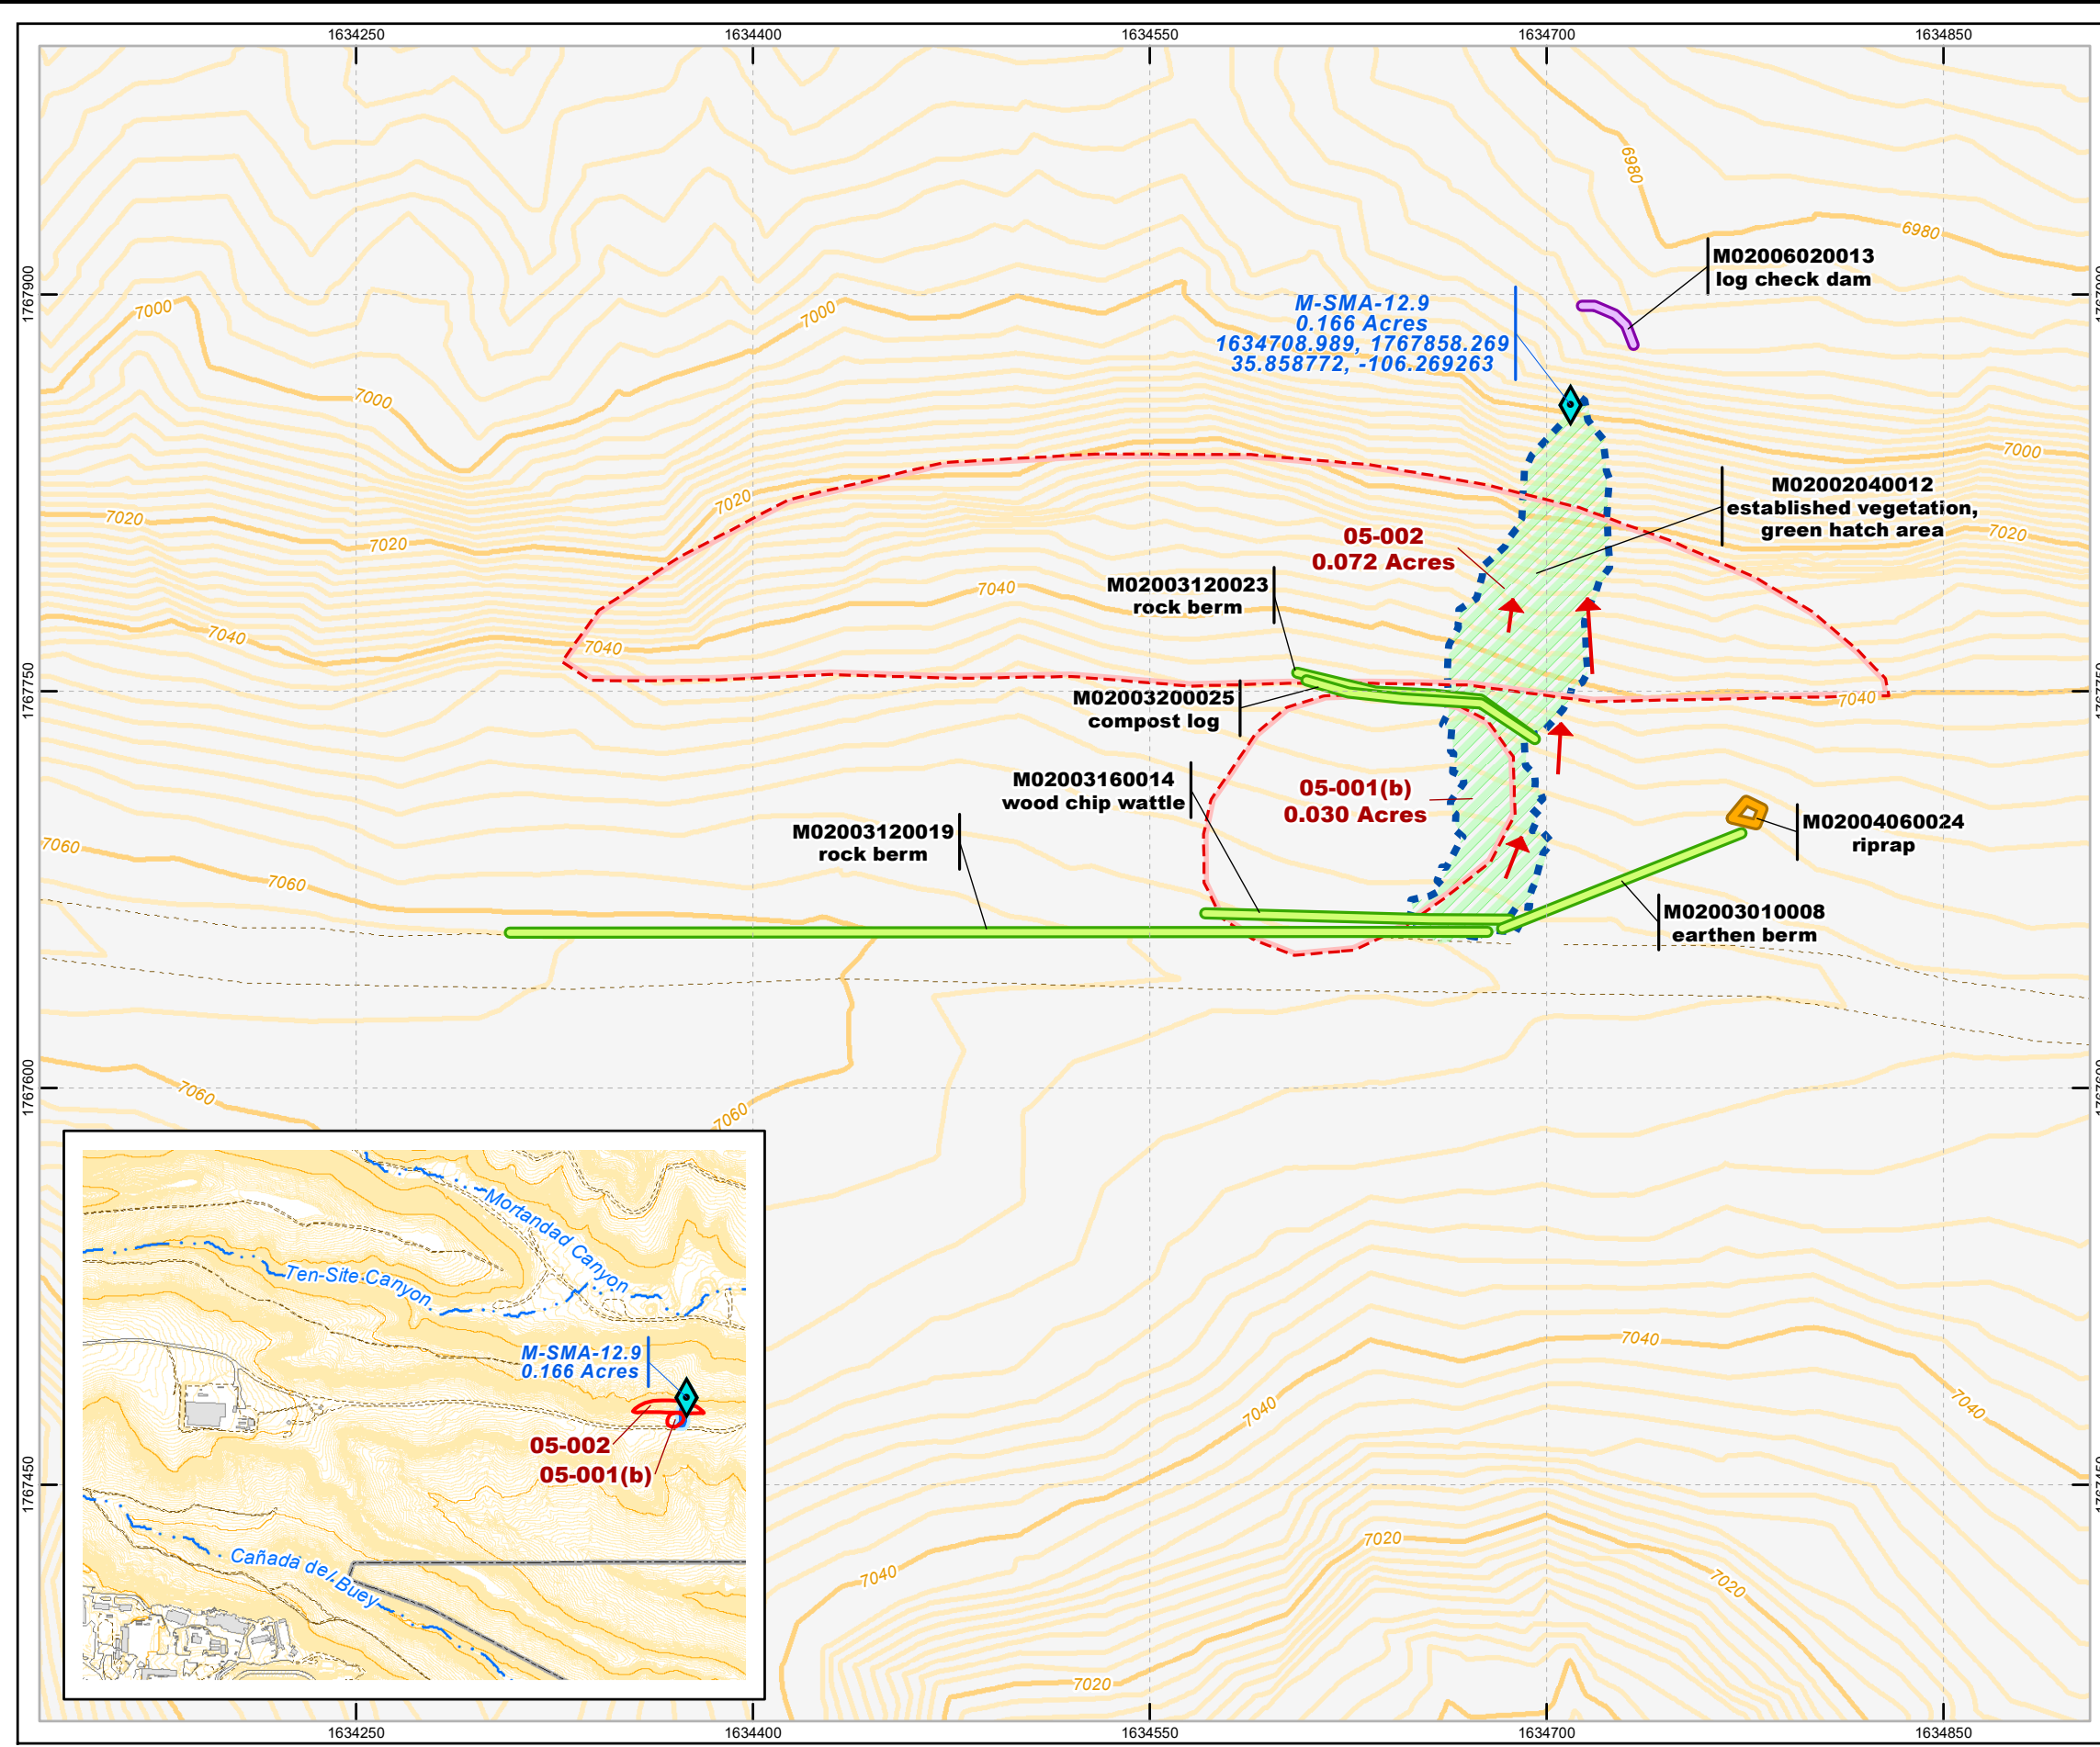 1634250
1634400
1634550
1634700
1634850
6980
6980
M02006020013
log check dam
1767900
1767900
7000
7000
7000
M-SMA-12.9
0.166 Acres
1634708.989, 1767858.269
35.858772, -106.269263
7000
M02002040012
established vegetation,
green hatch area
7020
7020
7020
7020
05-002
0.072 Acres
M02003120023
rock berm
7040
7040
7040
7040
1767750
1767750
M02003200025
compost log
M02003160014
wood chip wattle
05-001(b)
0.030 Acres
M02003120019
rock berm
M02004060024
riprap
7060
7060
M02003010008
earthen berm
1767600
1767600
7060
7060
Mortandad Canyon
Ten-Site Canyon
M-SMA-12.9
0.166 Acres
05-002
05-001(b)
Cañada del Buey
7040
7040
7040
7040
1767450
1767450
7020
7020
7020
1634250
1634400
1634550
1634700
1634850